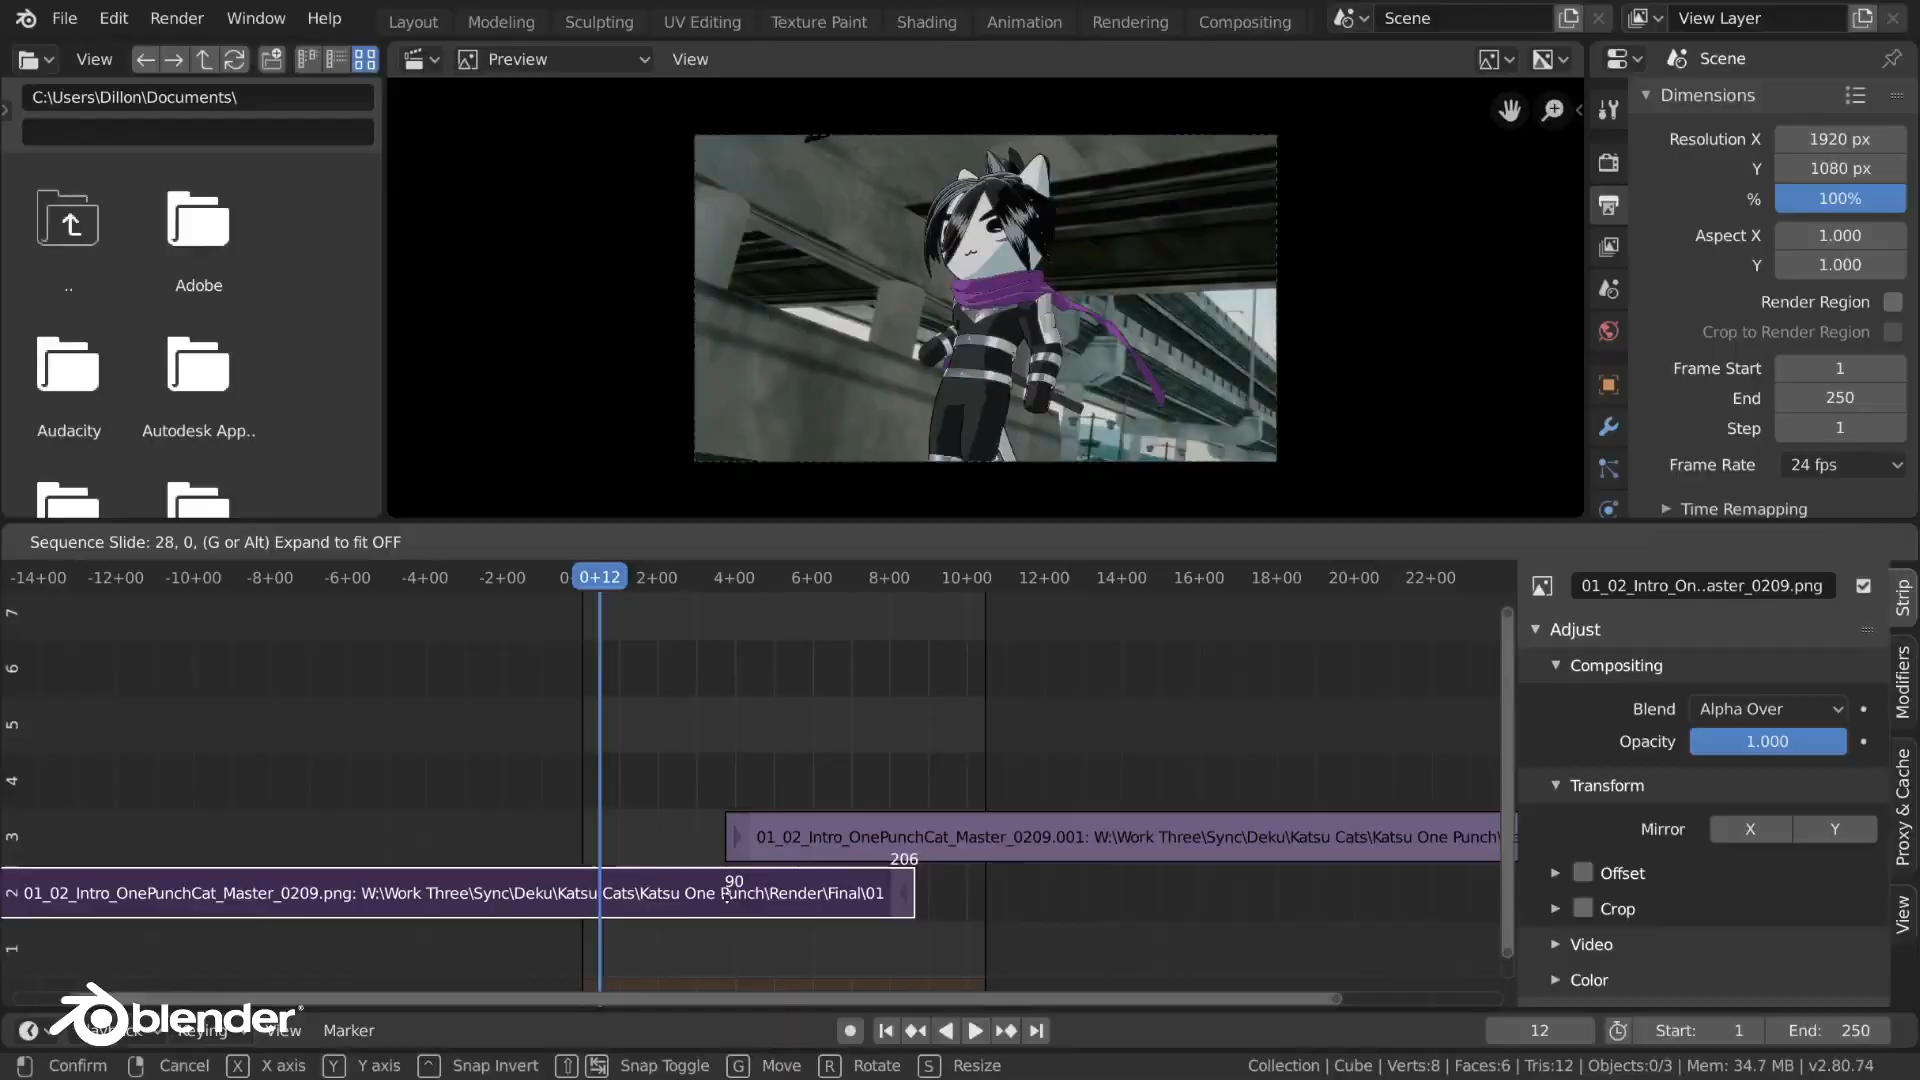 File Edit Render Window Help Layout Modeling Sculpting UV Editing Texture Paint Shading Animation Rendering Compositing Scene View Layer
View Preview View Scene
C:\Users\Dillon\Documents\
Dimensions
Resolution X 1920 px
Y 1080 px
% 100%
Aspect X 1.000
Y 1.000
Render Region
Crop to Render Region
Frame Start 1
End 250
Step 1
Frame Rate 24 fps
Time Remapping
.. Adobe
Audacity Autodesk App..
Sequence Slide: 28, 0, (G or Alt) Expand to fit OFF
-14+00 -12+00 -10+00 -8+00 -6+00 -4+00 -2+00 0+12 2+00 4+00 6+00 8+00 10+00 12+00 14+00 16+00 18+00 20+00 22+00
7
6
5
4
3 01_02_Intro_OnePunchCat_Master_0209.001: W:\Work Three\Sync\Deku\Katsu Cats\Katsu One Punch\
206
90
2 01_02_Intro_OnePunchCat_Master_0209.png: W:\Work Three\Sync\Deku\Katsu Cats\Katsu One Punch\Render\Final\01
1
01_02_Intro_On..aster_0209.png
Adjust
Compositing
Blend Alpha Over
Opacity 1.000
Transform
Mirror X Y
Offset
Crop
Video
Color
Strip
Modifiers
Proxy & Cache
View
blender
Keying View Marker 12 Start: 1 End: 250
Confirm Cancel X X axis Y Y axis ^ Snap Invert Snap Toggle G Move R Rotate S Resize Collection | Cube | Verts:8 | Faces:6 | Tris:12 | Objects:0/3 | Mem: 34.7 MB | v2.80.74